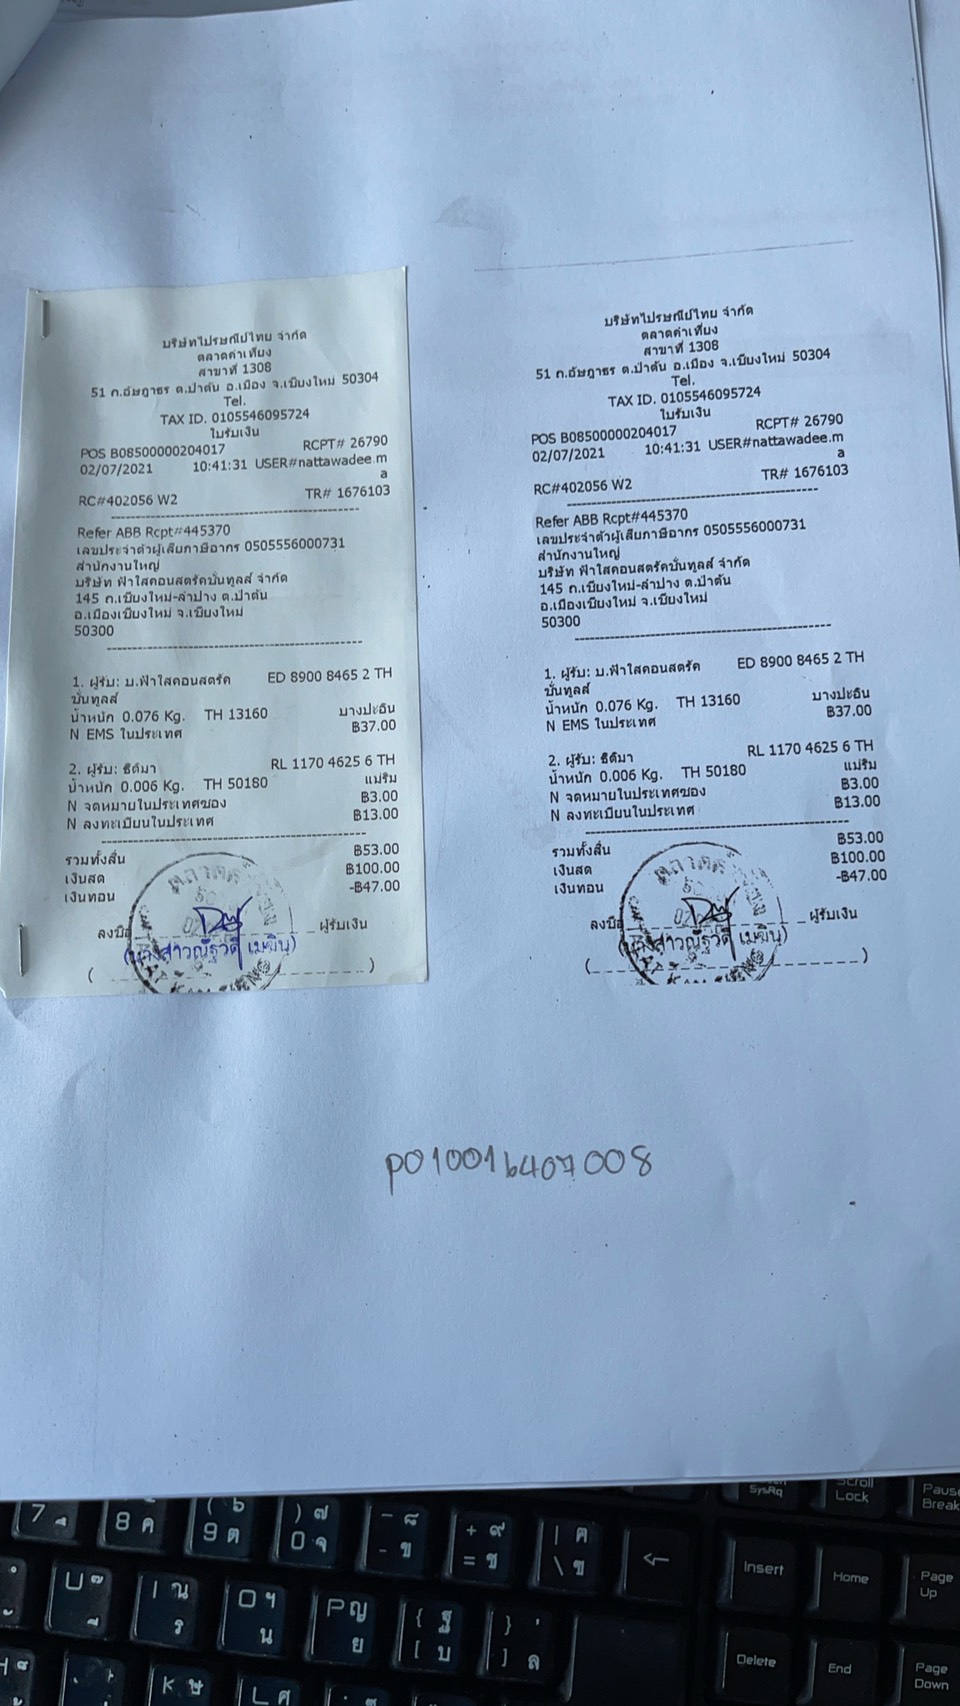 บริษัทไปรษณีย์ไทย จำกัด
ตลาดคำเที่ยง
สาขาที่ 1308
51 ถ.อัษฎาธร ต.ป่าตัน อ.เมือง จ.เชียงใหม่ 50304
Tel.
TAX ID. 0105546095724
ใบรับเงิน
POS B08500000204017 RCPT# 26790
02/07/2021 10:41:31 USER#nattawadee.m
a
RC#402056 W2 TR# 1676103
Refer ABB Rcpt#445370
เลขประจำตัวผู้เสียภาษีอากร 0505556000731
สำนักงานใหญ่
บริษัท ฟ้าใสคอนสตรัคชั่นทูลส์ จำกัด
145 ถ.เชียงใหม่-ลำปาง ต.ป่าตัน
อ.เมืองเชียงใหม่ จ.เชียงใหม่
50300
1. ผู้รับ: บ.ฟ้าใสคอนสตรัค ED 8900 8465 2 TH
ชั่นทูลส์
น้ำหนัก 0.076 Kg. TH 13160 บางปะอิน
N EMS ในประเทศ ฿37.00
2. ผู้รับ: ธิติมา RL 1170 4625 6 TH
น้ำหนัก 0.006 Kg. TH 50180 แม่ริม
N จดหมายในประเทศซอง ฿3.00
N ลงทะเบียนในประเทศ ฿13.00
รวมทั้งสิ้น ฿53.00
เงินสด ฿100.00
เงินทอน -฿47.00
ลงชื่อ ผู้รับเงิน
(นางสาวณัฐวดี เมฆิน)
บริษัทไปรษณีย์ไทย จำกัด
ตลาดคำเที่ยง
สาขาที่ 1308
51 ถ.อัษฎาธร ต.ป่าตัน อ.เมือง จ.เชียงใหม่ 50304
Tel.
TAX ID. 0105546095724
ใบรับเงิน
POS B08500000204017 RCPT# 26790
02/07/2021 10:41:31 USER#nattawadee.m
a
RC#402056 W2 TR# 1676103
Refer ABB Rcpt#445370
เลขประจำตัวผู้เสียภาษีอากร 0505556000731
สำนักงานใหญ่
บริษัท ฟ้าใสคอนสตรัคชั่นทูลส์ จำกัด
145 ถ.เชียงใหม่-ลำปาง ต.ป่าตัน
อ.เมืองเชียงใหม่ จ.เชียงใหม่
50300
1. ผู้รับ: บ.ฟ้าใสคอนสตรัค ED 8900 8465 2 TH
ชั่นทูลส์
น้ำหนัก 0.076 Kg. TH 13160 บางปะอิน
N EMS ในประเทศ ฿37.00
2. ผู้รับ: ธิติมา RL 1170 4625 6 TH
น้ำหนัก 0.006 Kg. TH 50180 แม่ริม
N จดหมายในประเทศซอง ฿3.00
N ลงทะเบียนในประเทศ ฿13.00
รวมทั้งสิ้น ฿53.00
เงินสด ฿100.00
เงินทอน -฿47.00
ลงชื่อ ผู้รับเงิน
(นางสาวณัฐวดี เมฆิน)
PO10016407008
SysRq Scroll Lock Pause Break
7 8 ค ( ๖ 9 ต ) ๗ 0 จ - ๘ - ข + ๙ = ช | ฅ \ ฃ ← Insert Home Page Up
U ๊ ี I ณ ร O ฯ น P ญ ย { ฐ [ บ } , ] ล Delete End Page Down
K ษ L ศ